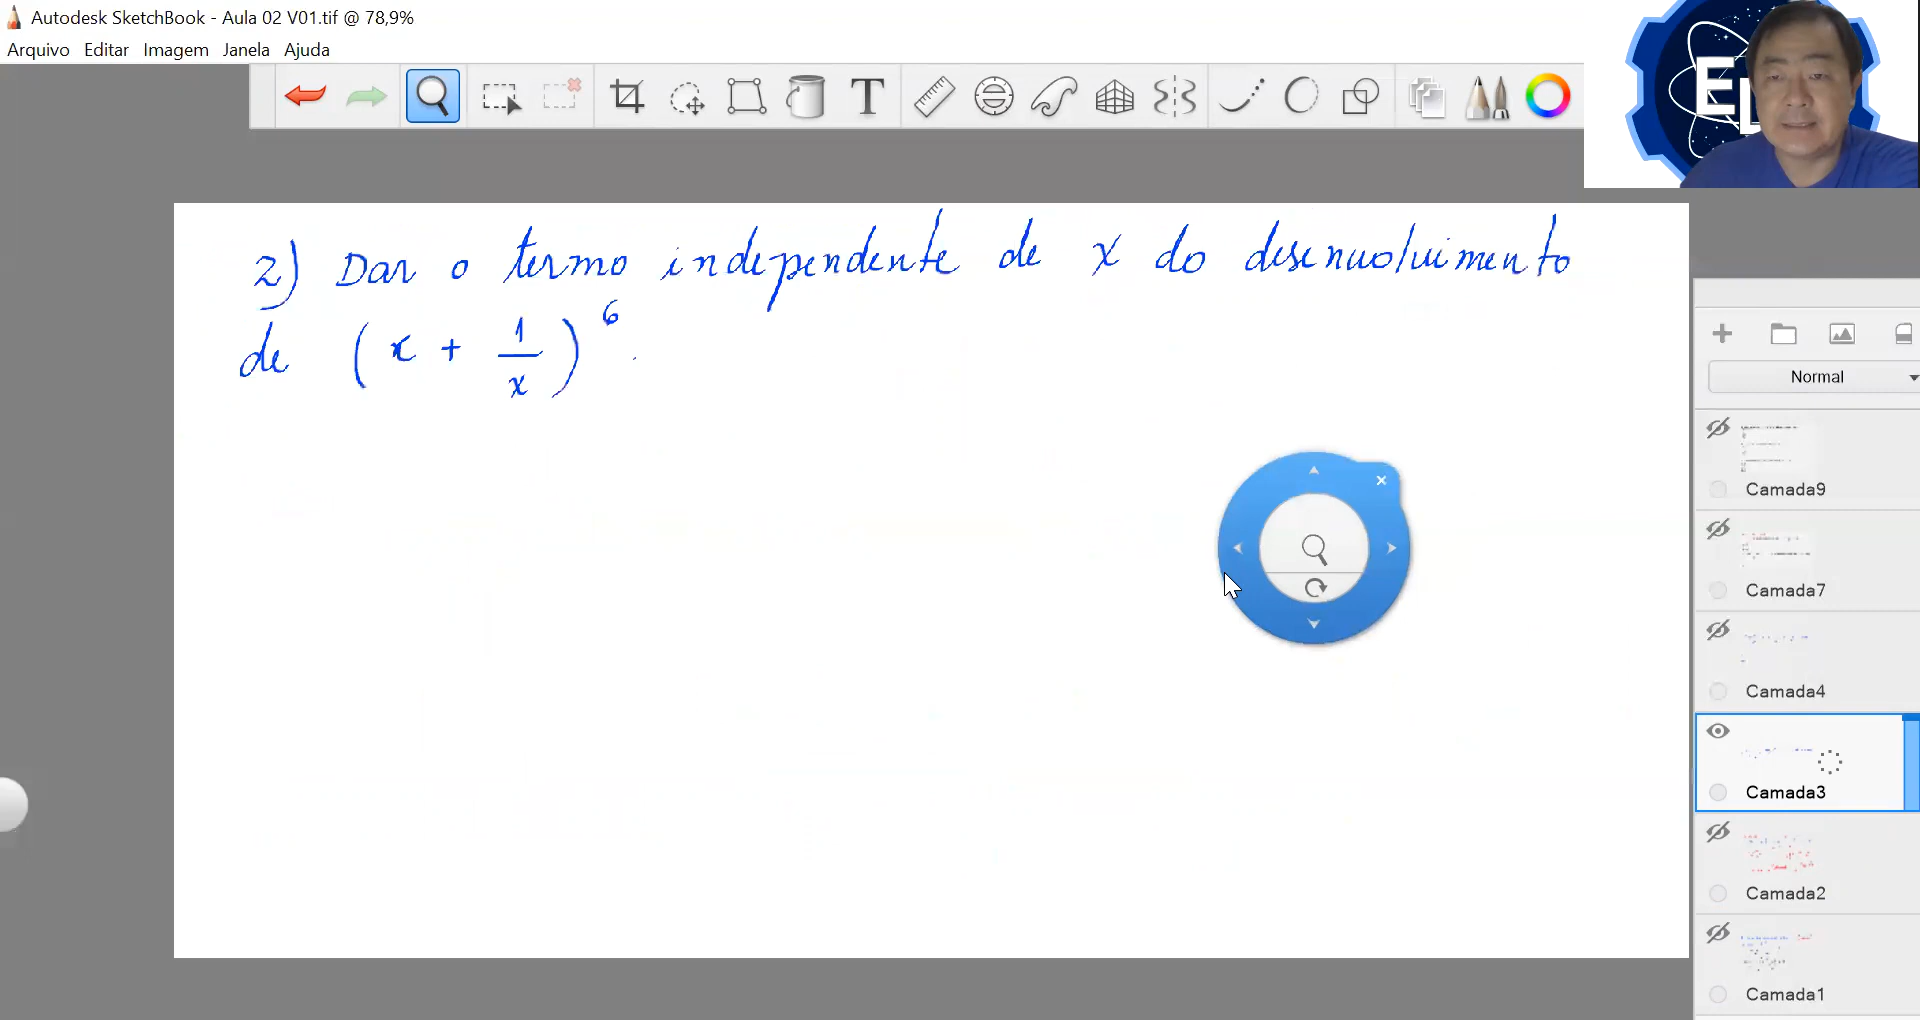 Autodesk SketchBook - Aula 02 V01.tif @ 78,9%
Arquivo Editar Imagem Janela Ajuda
T
2) Dar o termo independente de x do desenvolvimento
de (x + 1/x)^6.
Normal
Camada9
Camada7
Camada4
Camada3
Camada2
Camada1